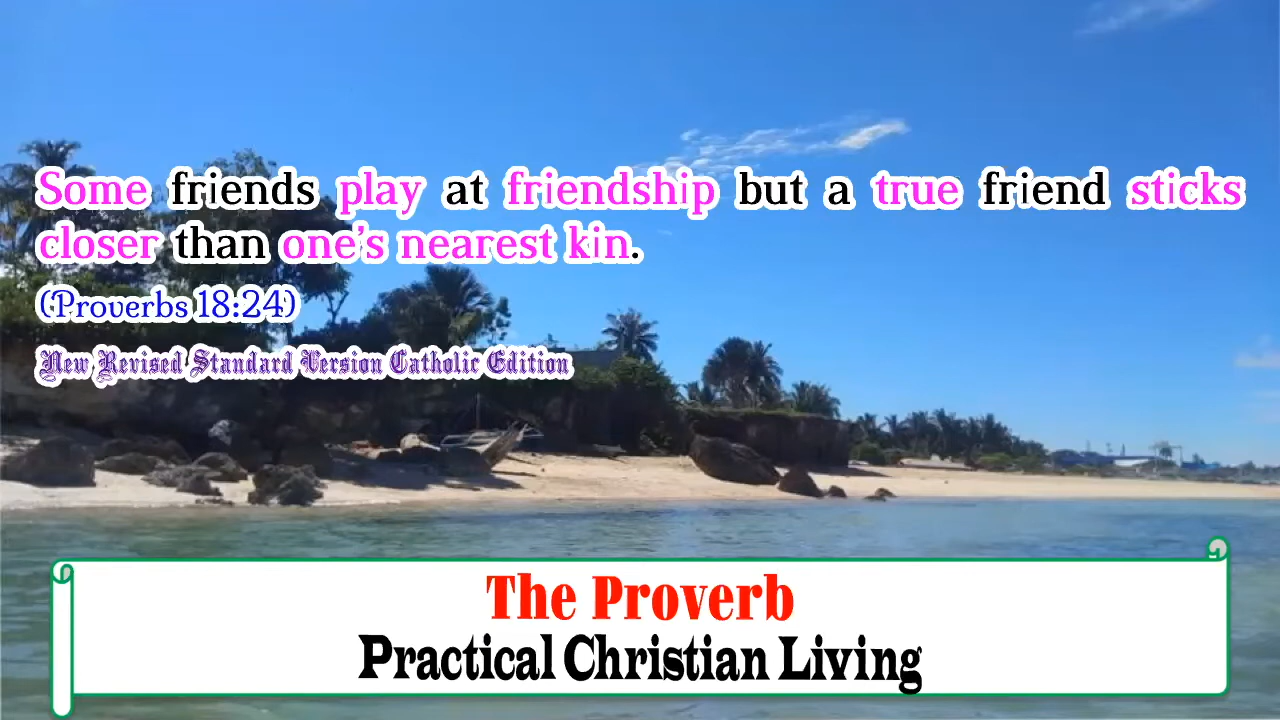 Some friends play at friendship but a true friend sticks
closer than one's nearest kin.
(Proverbs 18:24)
New Revised Standard Version Catholic Edition
The Proverb
Practical Christian Living